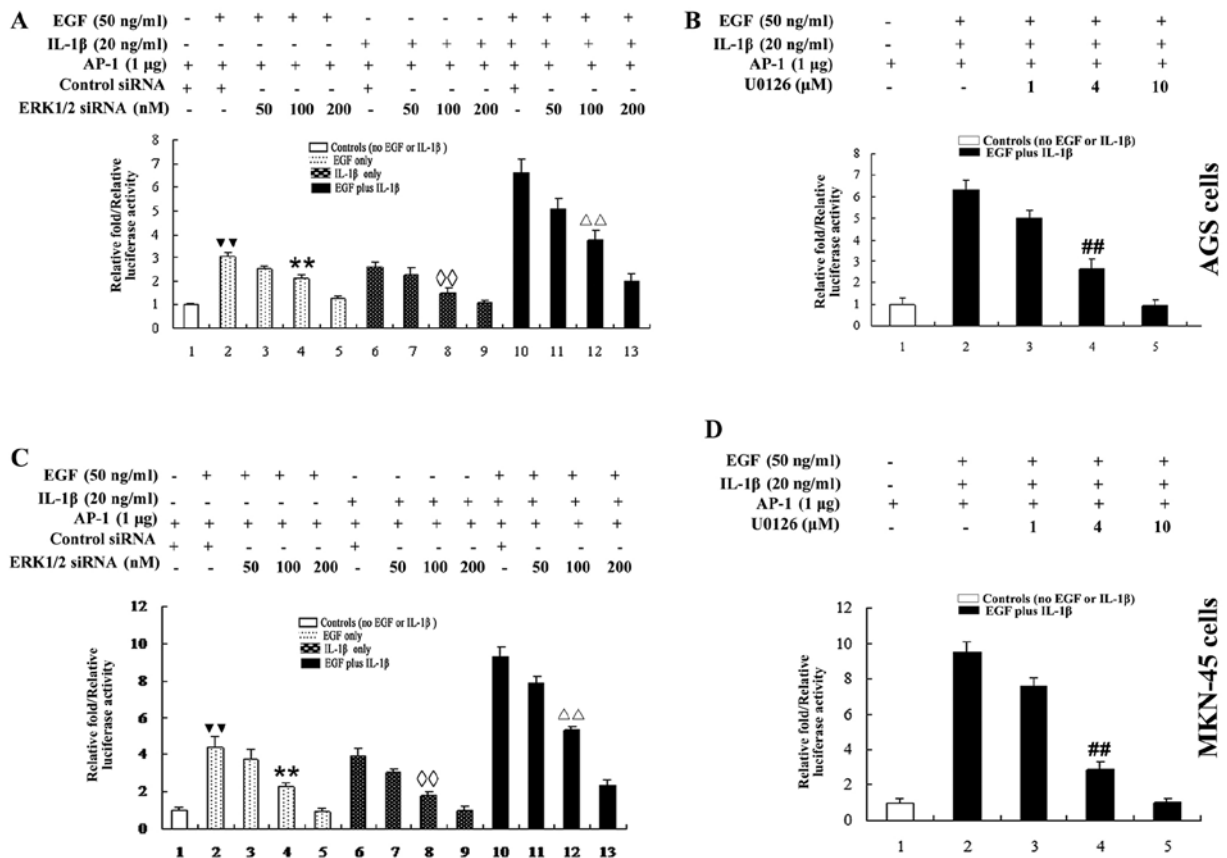 A
EGF (50 ng/ml) - + + + + - - - - + + + +
IL-1β (20 ng/ml) - - - - - + + + + + + + +
AP-1 (1 μg) + + + + + + + + + + + + +
Control siRNA + + - - - + - - - + - - -
ERK1/2 siRNA (nM) - - 50 100 200 - 50 100 200 - 50 100 200
Relative fold/Relative
luciferase activity
8
7
6
5
4
3
2
1
0
Controls (no EGF or IL-1β )
EGF only
IL-1β only
EGF plus IL-1β
▼▼
**
◊◊
△△
1 2 3 4 5 6 7 8 9 10 11 12 13
B
EGF (50 ng/ml) - + + + +
IL-1β (20 ng/ml) - + + + +
AP-1 (1 μg) + + + + +
U0126 (μM) - - 1 4 10
Relative fold/Relative
luciferase activity
8
7
6
5
4
3
2
1
0
Controls (no EGF or IL-1β)
EGF plus IL-1β
##
1 2 3 4 5
AGS cells
C
EGF (50 ng/ml) - + + + + - - - - + + + +
IL-1β (20 ng/ml) - - - - - + + + + + + + +
AP-1 (1 μg) + + + + + + + + + + + + +
Control siRNA + + - - - + - - - + - - -
ERK1/2 siRNA (nM) - - 50 100 200 - 50 100 200 - 50 100 200
Relative fold/Relative
luciferase activity
12
10
8
6
4
2
0
Controls (no EGF or IL-1β )
EGF only
IL-1β only
EGF plus IL-1β
▼▼
**
◊◊
△△
1 2 3 4 5 6 7 8 9 10 11 12 13
D
EGF (50 ng/ml) - + + + +
IL-1β (20 ng/ml) - + + + +
AP-1 (1 μg) + + + + +
U0126 (μM) - - 1 4 10
Relative fold/Relative
luciferase activity
12
10
8
6
4
2
0
Controls (no EGF or IL-1β)
EGF plus IL-1β
##
1 2 3 4 5
MKN-45 cells